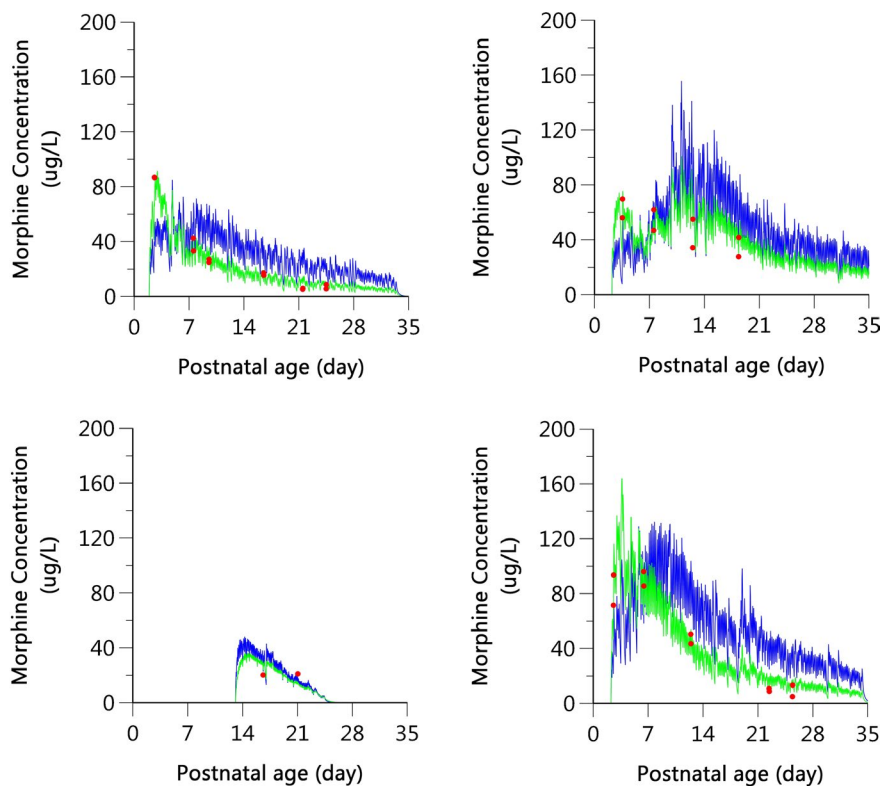 200
160
120
80
40
0
Morphine Concentration
(ug/L)
0 7 14 21 28 35
Postnatal age (day)
200
160
120
80
40
0
Morphine Concentration
(ug/L)
0 7 14 21 28 35
Postnatal age (day)
200
160
120
80
40
0
Morphine Concentration
(ug/L)
0 7 14 21 28 35
Postnatal age (day)
200
160
120
80
40
0
Morphine Concentration
(ug/L)
0 7 14 21 28 35
Postnatal age (day)